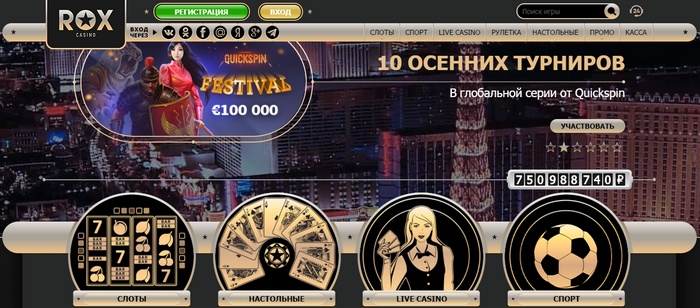 ROX
CASINO
ВХОД
ЧЕРЕЗ
РЕГИСТРАЦИЯ
ВХОД
Поиск игры
24
СЛОТЫ СПОРТ LIVE CASINO РУЛЕТКА НАСТОЛЬНЫЕ ПРОМО КАССА
QUICKSPIN
FESTIVAL
€100 000
10 ОСЕННИХ ТУРНИРОВ
В глобальной серии от Quickspin
УЧАСТВОВАТЬ
750988740₽
СЛОТЫ
НАСТОЛЬНЫЕ
LIVE CASINO
СПОРТ